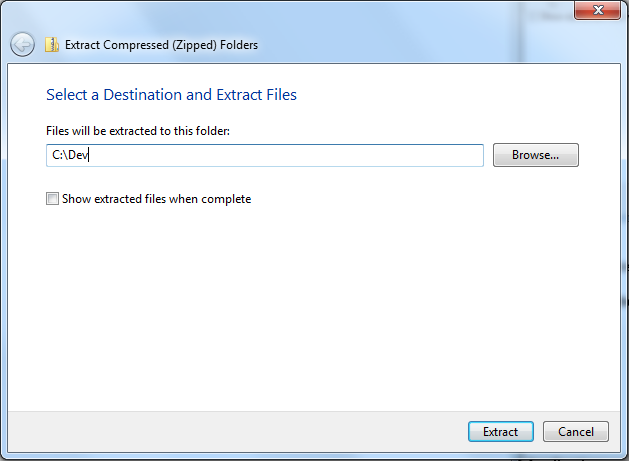 Extract Compressed (Zipped) Folders
Select a Destination and Extract Files
Files will be extracted to this folder:
C:\Dev
Browse...
Show extracted files when complete
Extract
Cancel